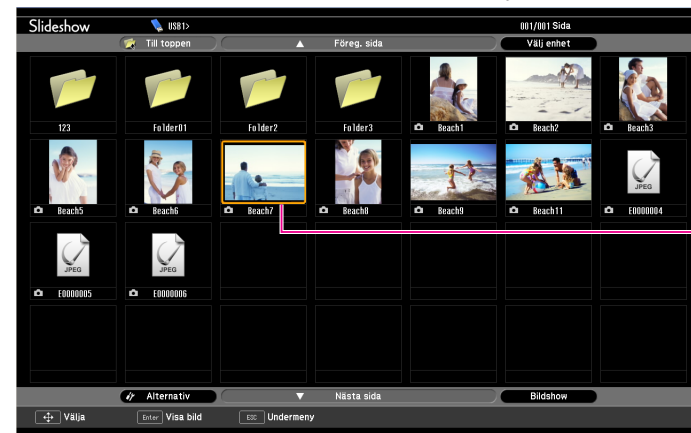 Slideshow USB1> 001/001 Sida
Till toppen Föreg. sida Välj enhet
123 Folder01 Folder2 Folder3 Beach1 Beach2 Beach3
Beach5 Beach6 Beach7 Beach8 Beach9 Beach11 E0000004
JPEG
JPEG JPEG
E0000005 E0000006
Alternativ Nästa sida Bildshow
Välja Enter Visa bild ESC Undermeny